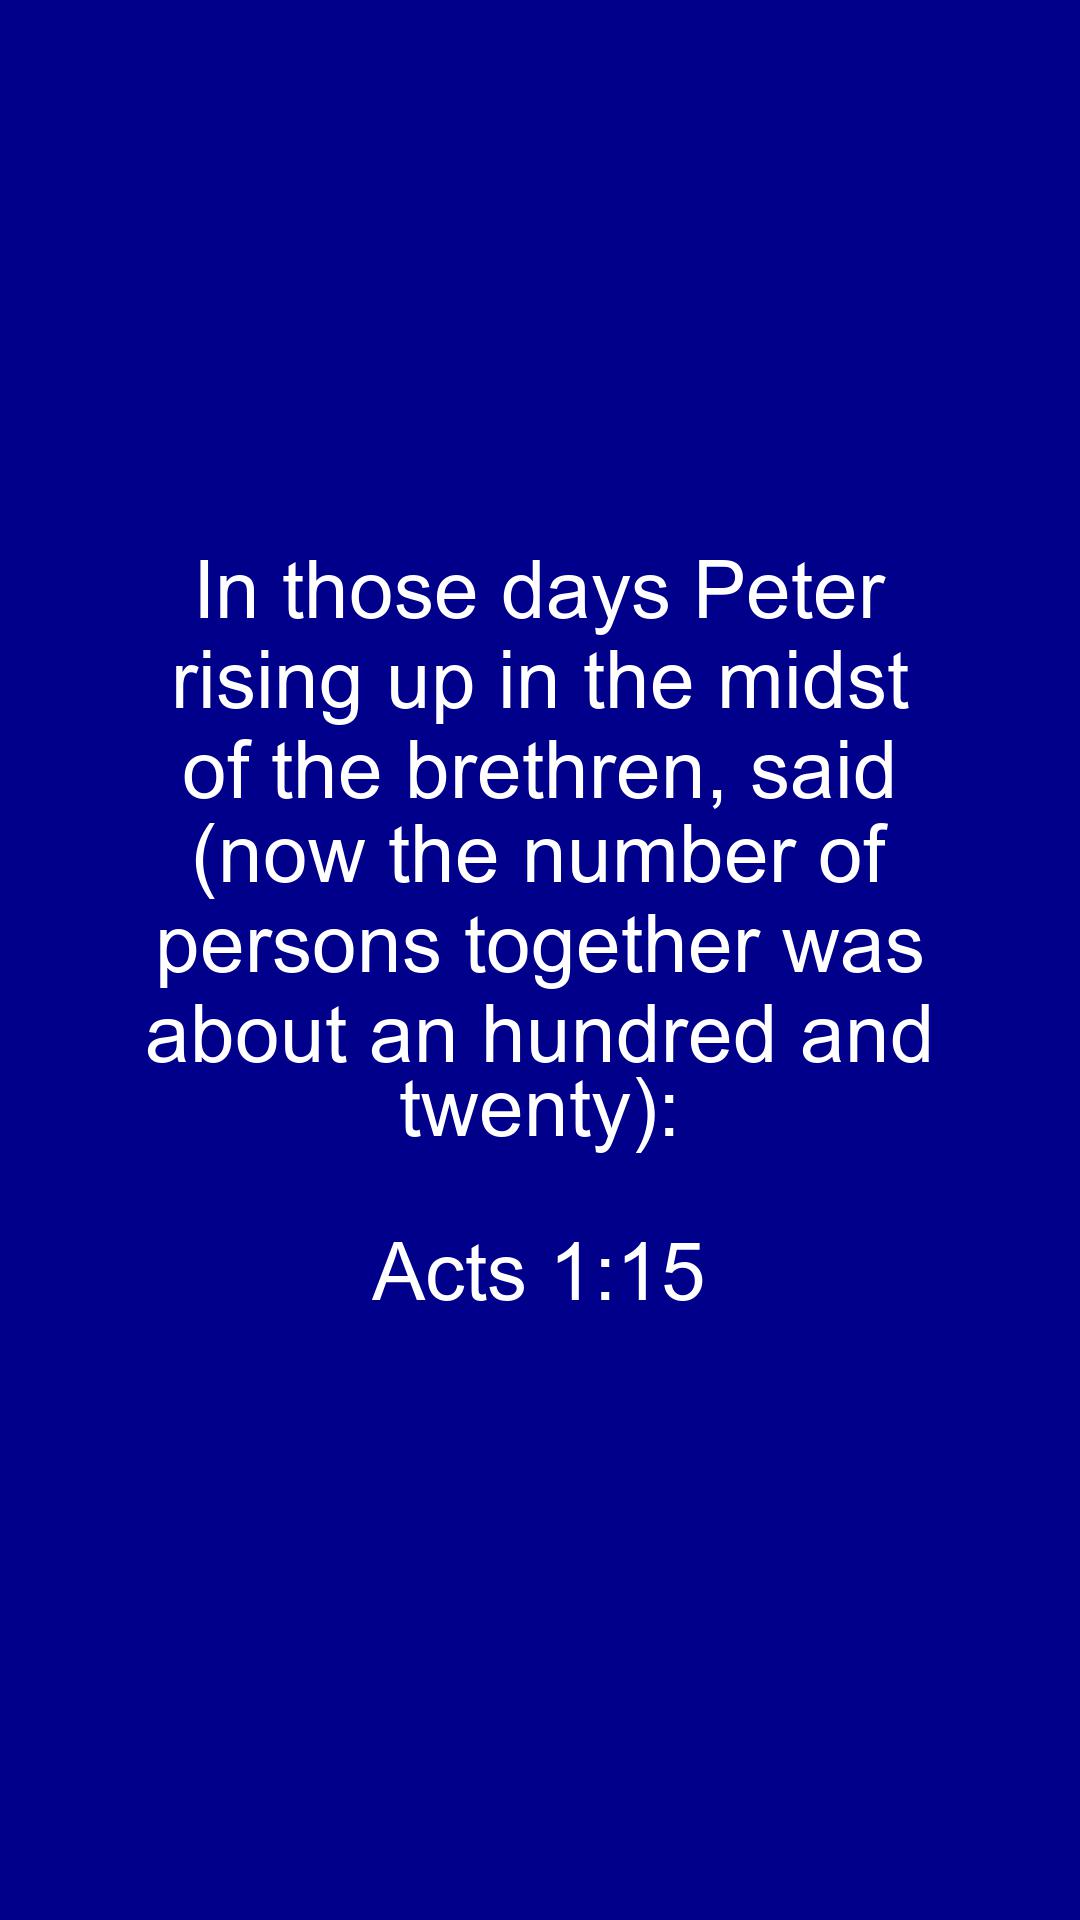 In those days Peter
rising up in the midst
of the brethren, said
(now the number of
persons together was
about an hundred and
twenty):
Acts 1:15